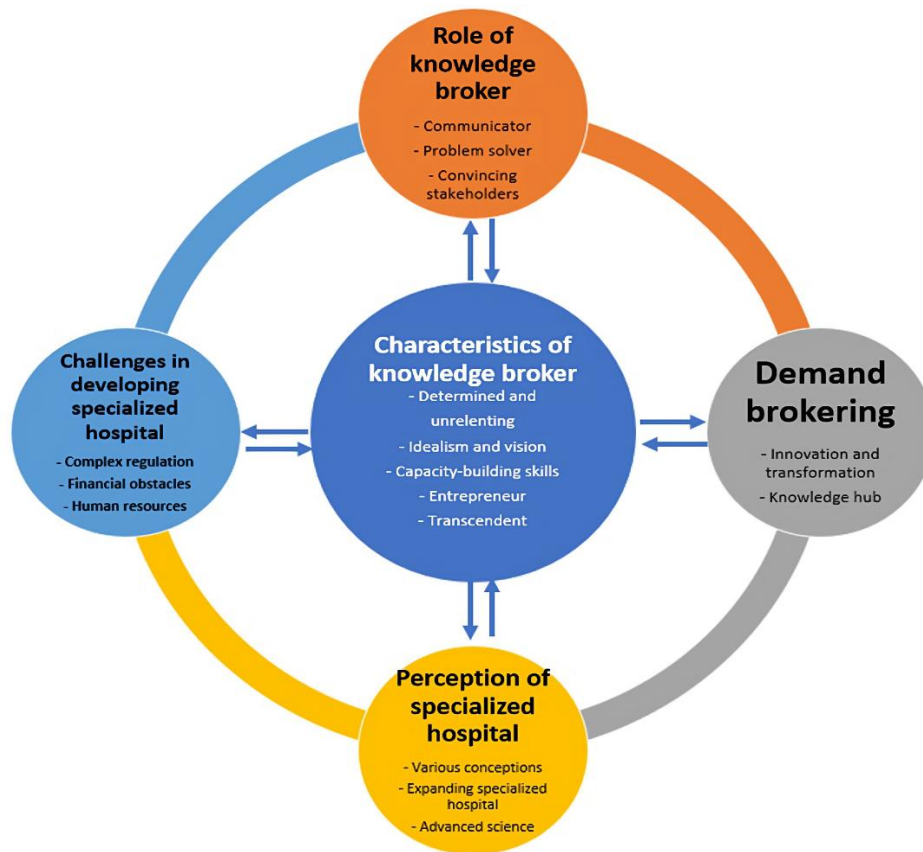 Role of
knowledge
broker
- Communicator
- Problem solver
- Convincing
stakeholders
Challenges in
developing
specialized
hospital
- Complex regulation
- Financial obstacles
- Human resources
Characteristics of
knowledge broker
- Determined and
unrelenting
- Idealism and vision
- Capacity-building skills
- Entrepreneur
- Transcendent
Demand
brokering
- Innovation and
transformation
- Knowledge hub
Perception of
specialized
hospital
- Various conceptions
- Expanding specialized
hospital
- Advanced science